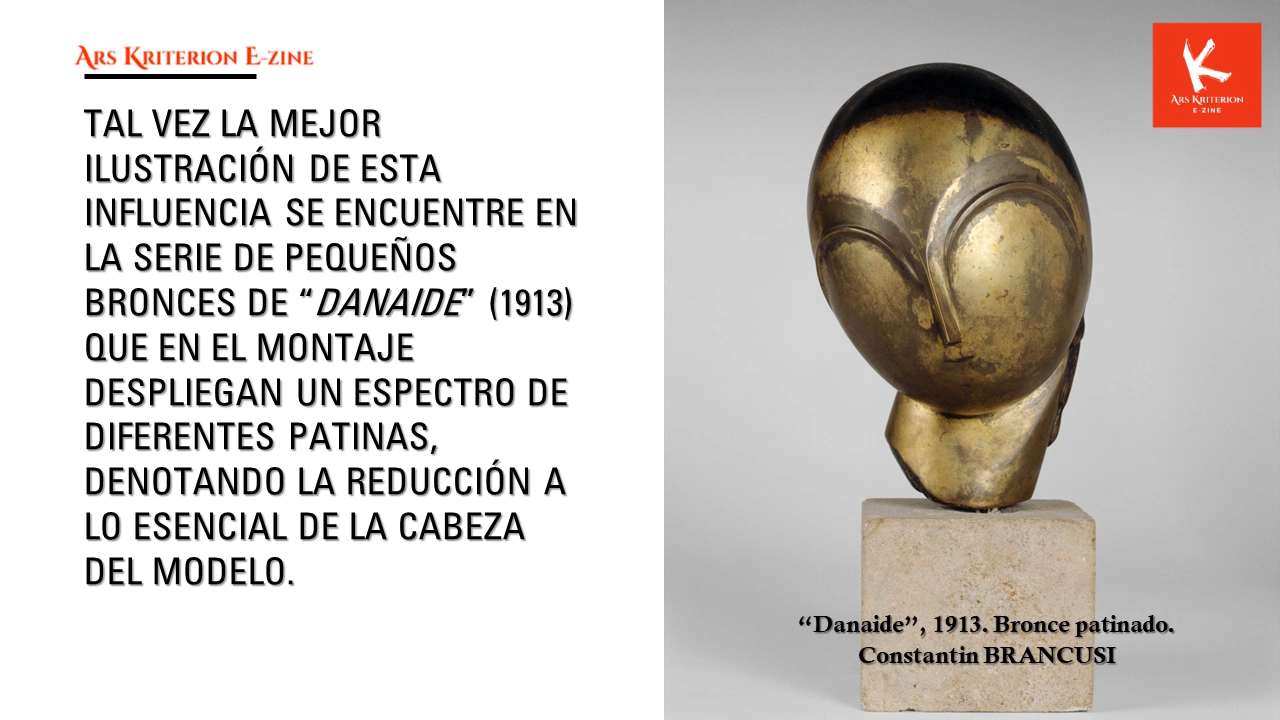 ARS KRITERION E-ZINE
TAL VEZ LA MEJOR
ILUSTRACIÓN DE ESTA
INFLUENCIA SE ENCUENTRE EN
LA SERIE DE PEQUEÑOS
BRONCES DE “DANAIDE” (1913)
QUE EN EL MONTAJE
DESPLIEGAN UN ESPECTRO DE
DIFERENTES PATINAS,
DENOTANDO LA REDUCCIÓN A
LO ESENCIAL DE LA CABEZA
DEL MODELO.
K
ARS KRITERION
E-ZINE
“Danaide”, 1913. Bronce patinado.
Constantin BRANCUSI